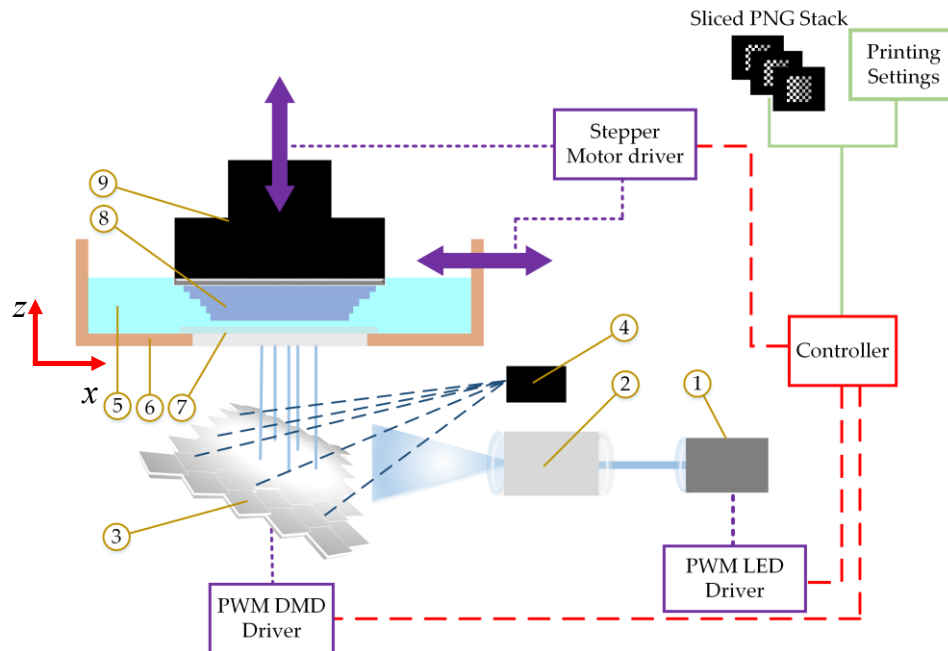 Sliced PNG Stack
Printing
Settings
Stepper
Motor driver
9
8
z
4
Controller
1
2
x
5
6
7
3
PWM LED
Driver
PWM DMD
Driver